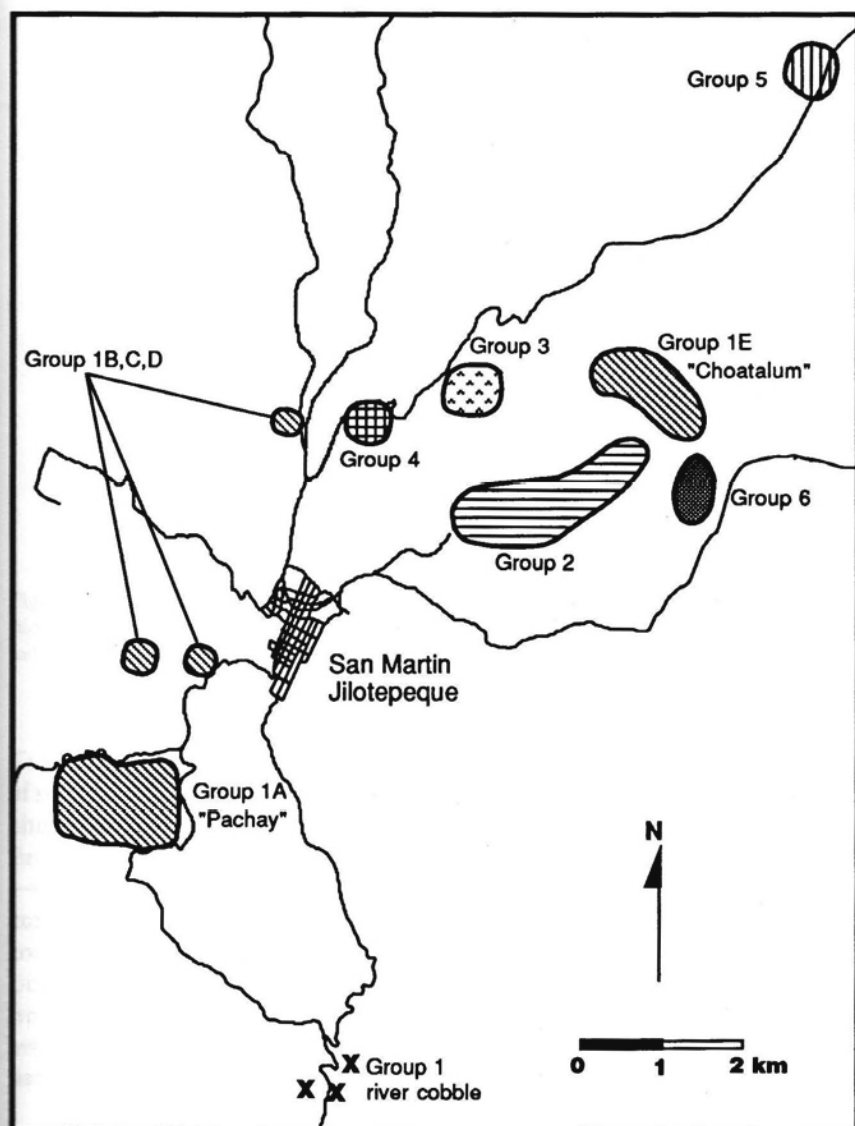 Group 5
Group 1B,C,D
Group 3
Group 1E
"Choatalum"
Group 4
Group 6
Group 2
San Martin
Jilotepeque
Group 1A
"Pachay"
N
0 1 2 km
X Group 1
X X river cobble